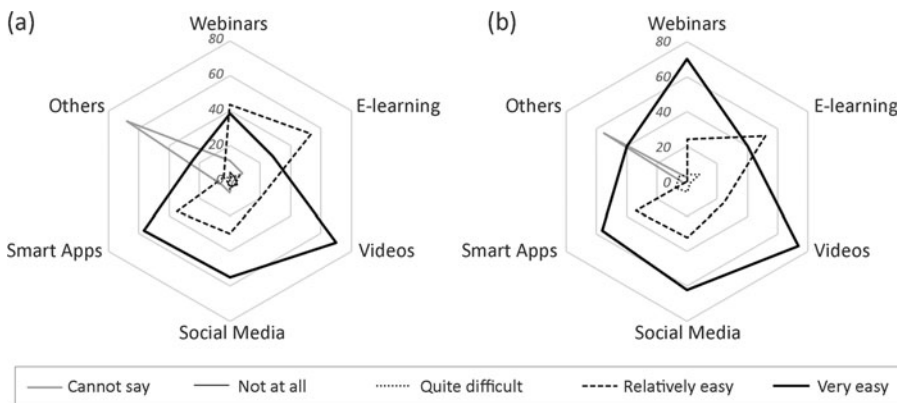 (a)
Webinars
80
60
40
20
0
Others
E-learning
Smart Apps
Videos
Social Media
(b)
Webinars
80
60
40
20
0
Others
E-learning
Smart Apps
Videos
Social Media
Cannot say Not at all Quite difficult Relatively easy Very easy